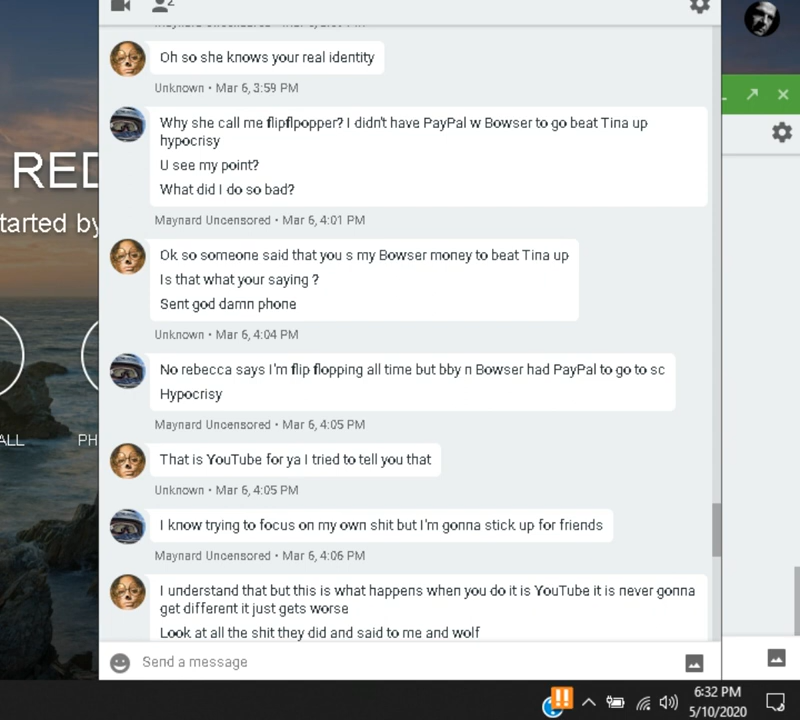 2
RED
tarted by
ALL
PH
Oh so she knows your real identity
Unknown • Mar 6, 3:59 PM
Why she call me flipflpopper? I didn't have PayPal w Bowser to go beat Tina up
hypocrisy
U see my point?
What did I do so bad?
Maynard Uncensored • Mar 6, 4:01 PM
Ok so someone said that you s my Bowser money to beat Tina up
Is that what your saying ?
Sent god damn phone
Unknown • Mar 6, 4:04 PM
No rebecca says I'm flip flopping all time but bby n Bowser had PayPal to go to sc
Hypocrisy
Maynard Uncensored • Mar 6, 4:05 PM
That is YouTube for ya I tried to tell you that
Unknown • Mar 6, 4:05 PM
I know trying to focus on my own shit but I'm gonna stick up for friends
Maynard Uncensored • Mar 6, 4:06 PM
I understand that but this is what happens when you do it is YouTube it is never gonna
get different it just gets worse
Look at all the shit they did and said to me and wolf
Send a message
6:32 PM
5/10/2020